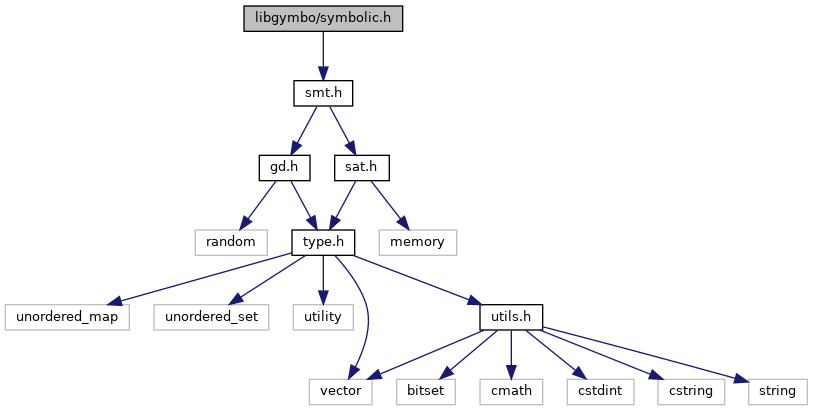 libgymbo/symbolic.h
smt.h
gd.h
sat.h
random
type.h
memory
unordered_map
unordered_set
utility
utils.h
vector
bitset
cmath
cstdint
cstring
string